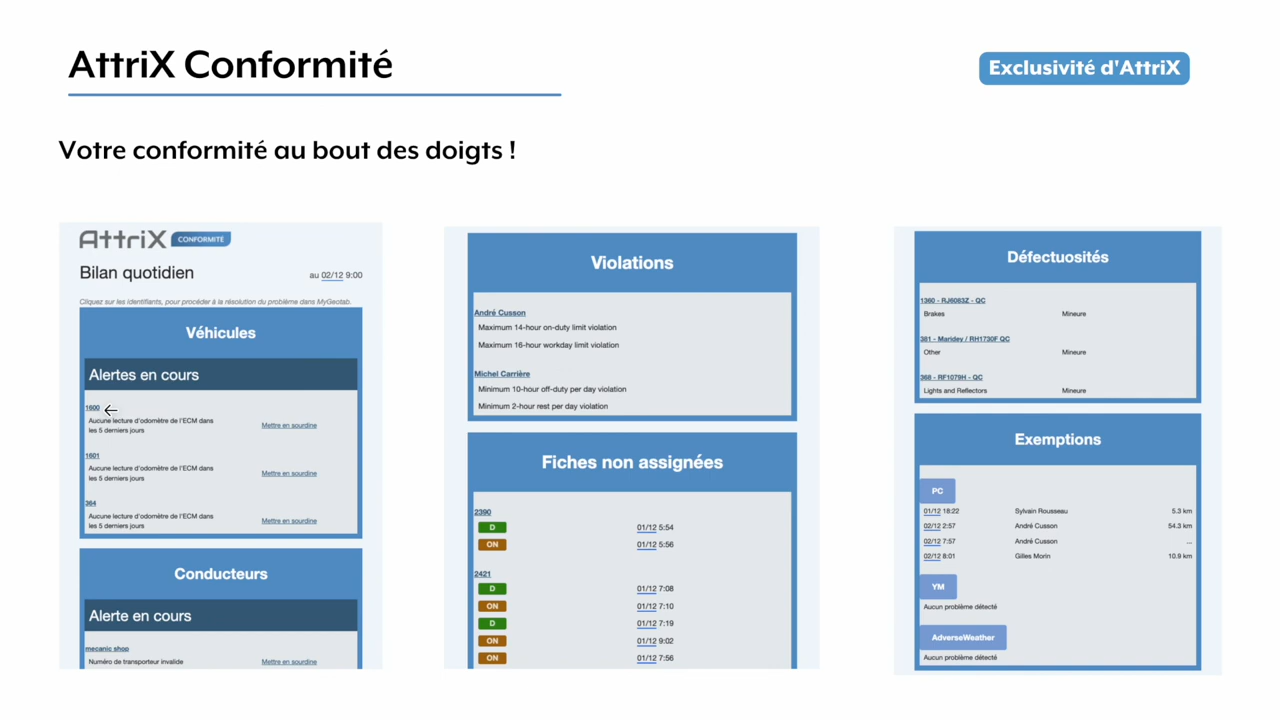 AttriX Conformité
Exclusivité d'AttriX
Votre conformité au bout des doigts !
AttriX CONFORMITÉ
Bilan quotidien
au 02/12 9:00
Cliquez sur les identifiants, pour procéder à la résolution du problème dans MyGeotab.
Véhicules
Alertes en cours
1600
Aucune lecture d'odomètre de l'ECM dans
les 5 derniers jours
Mettre en sourdine
1601
Aucune lecture d'odomètre de l'ECM dans
les 5 derniers jours
Mettre en sourdine
364
Aucune lecture d'odomètre de l'ECM dans
les 5 derniers jours
Mettre en sourdine
Conducteurs
Alerte en cours
mecanic shop
Numéro de transporteur invalide
Mettre en sourdine
Violations
André Cusson
Maximum 14-hour on-duty limit violation
Maximum 16-hour workday limit violation
Michel Carrière
Minimum 10-hour off-duty per day violation
Minimum 2-hour rest per day violation
Fiches non assignées
2390
D 01/12 5:54
ON 01/12 5:56
2421
D 01/12 7:08
ON 01/12 7:10
D 01/12 7:19
ON 01/12 9:02
ON 01/12 7:56
Défectuosités
1360 - RJ6083Z - QC
Brakes Mineure
381 - Maridey / RH1730F QC
Other Mineure
368 - RF1079H - QC
Lights and Reflectors Mineure
Exemptions
PC
01/12 18:22 Sylvain Rousseau 5.3 km
02/12 2:57 André Cusson 54.3 km
02/12 7:57 André Cusson ...
02/12 8:01 Gilles Morin 10.9 km
YM
Aucun problème détecté
AdverseWeather
Aucun problème détecté